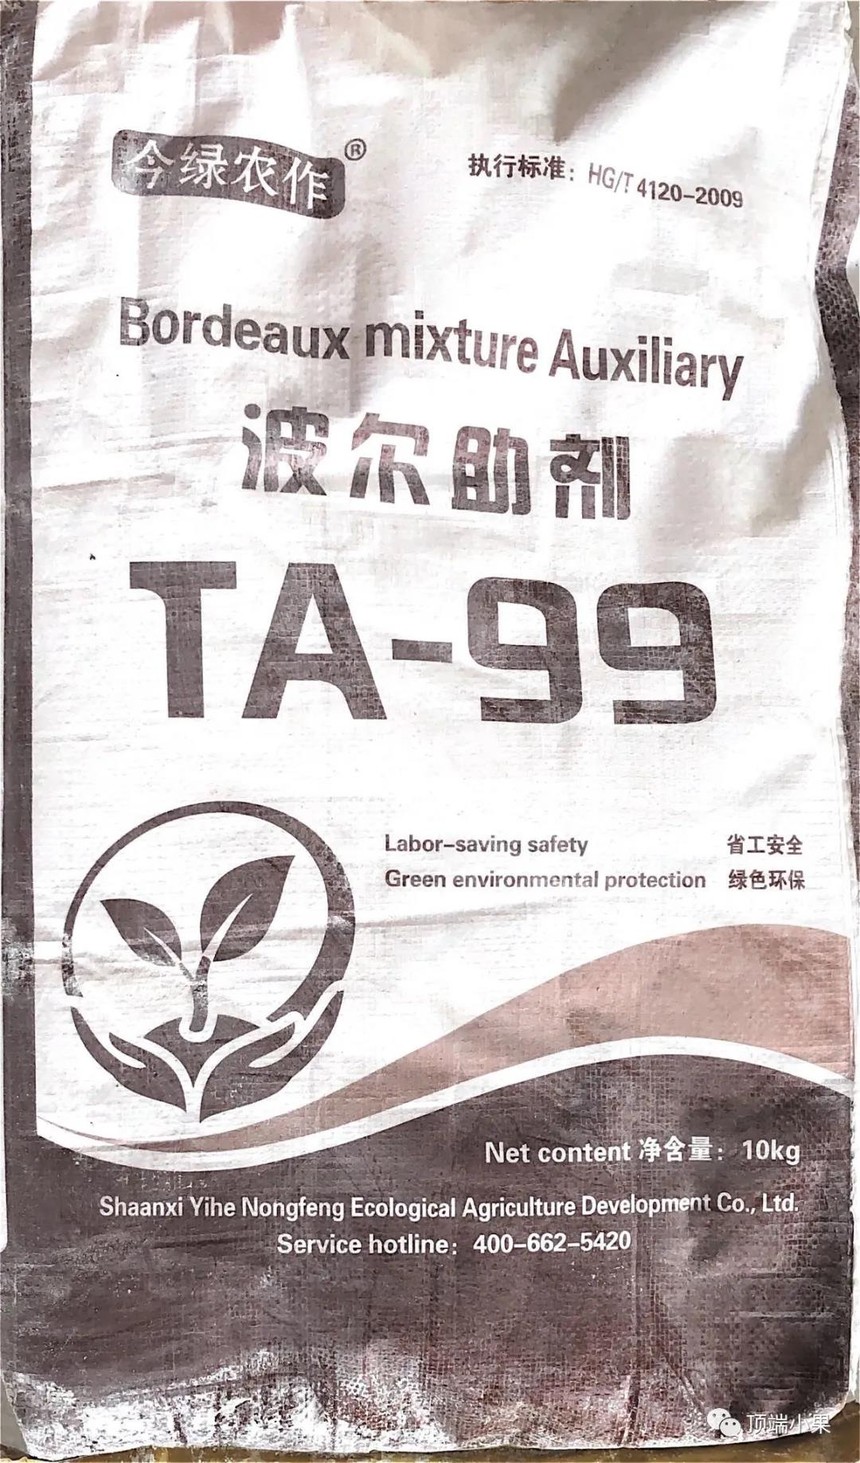 今绿农作®
执行标准：HG/T 4120-2009
Bordeaux mixture Auxiliary
波尔助剂
TA-99
Labor-saving safety 省工安全
Green environmental protection 绿色环保
Net content 净含量：10kg
Shaanxi Yihe Nongfeng Ecological Agriculture Development Co., Ltd.
Service hotline：400-662-5420
顶端小果